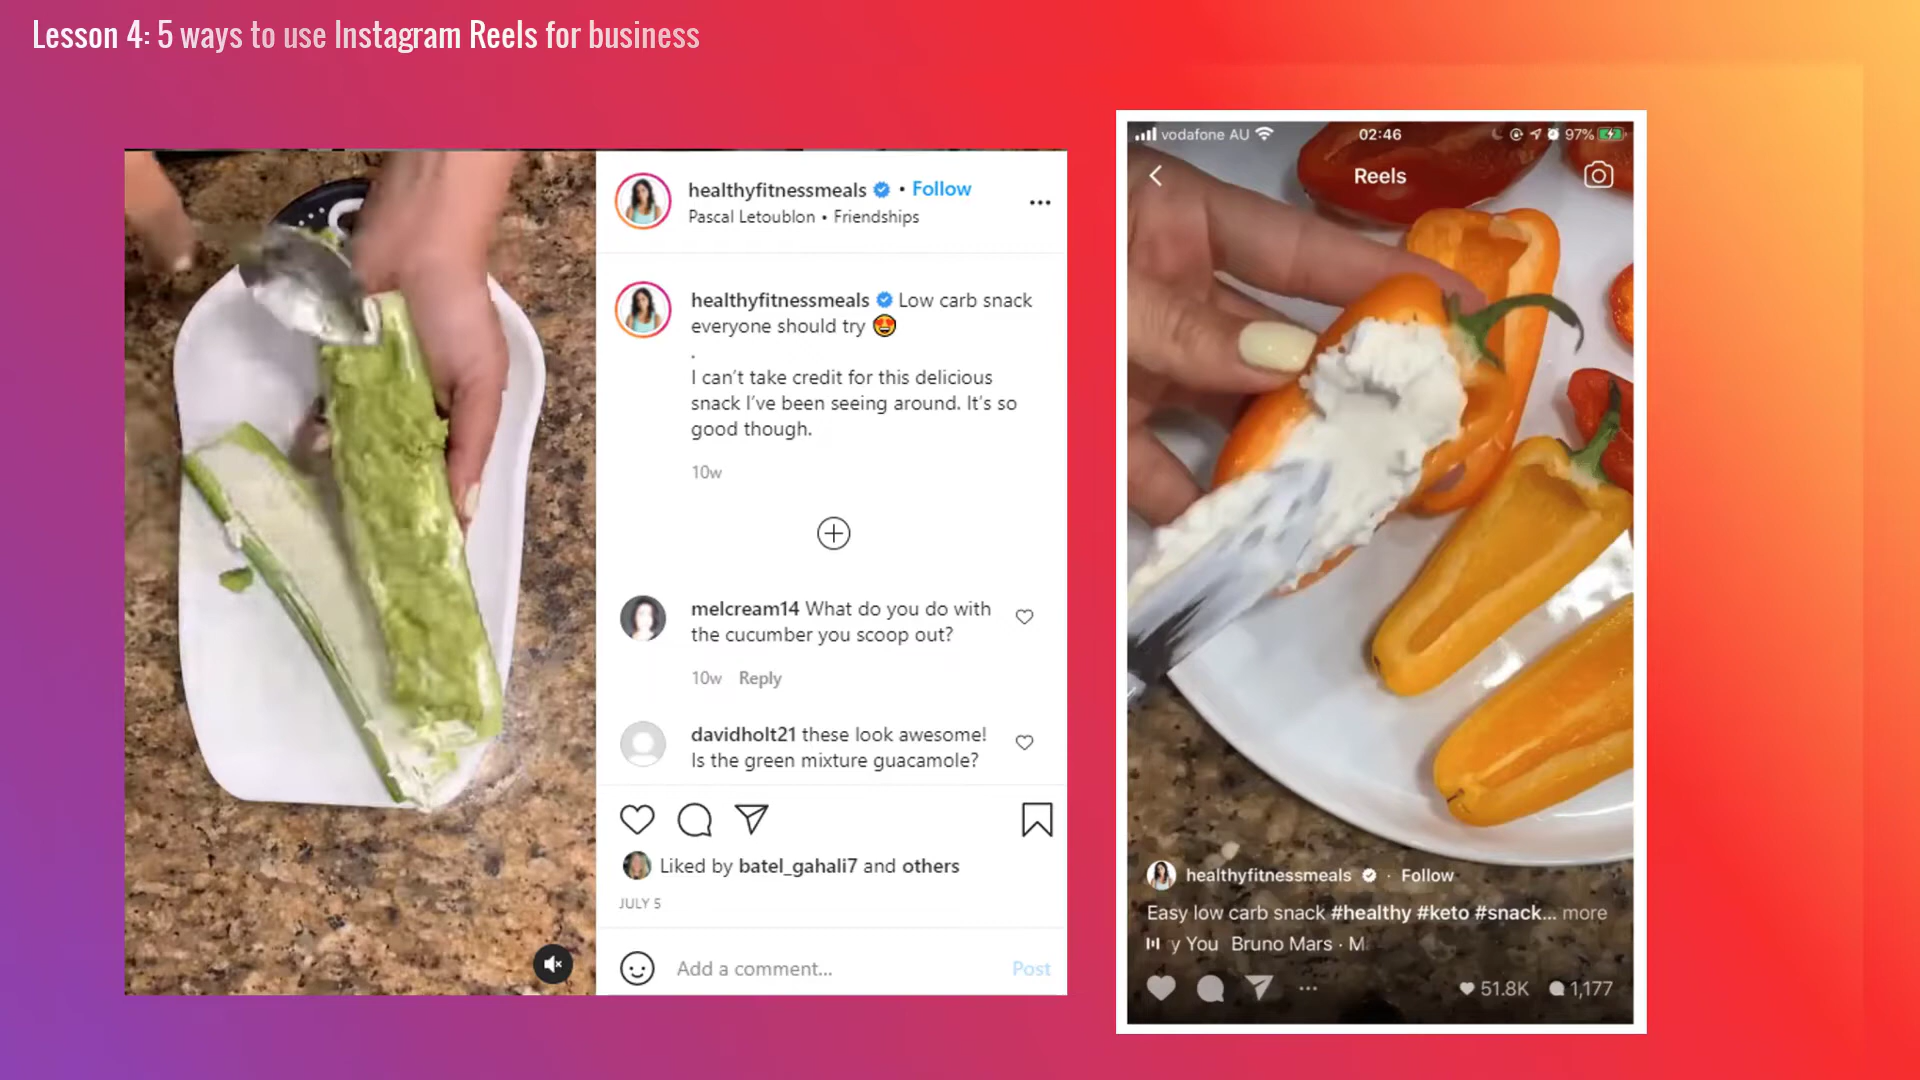 Lesson 4: 5 ways to use Instagram Reels for business
healthyfitnessmeals • Follow
Pascal Letoublon • Friendships
healthyfitnessmeals Low carb snack
everyone should try 😍
.
I can't take credit for this delicious
snack I've been seeing around. It's so
good though.
10w
melcream14 What do you do with
the cucumber you scoop out?
10w Reply
davidholt21 these look awesome!
Is the green mixture guacamole?
Liked by batel_gahali7 and others
JULY 5
Add a comment...
Post
vodafone AU 02:46 97%
Reels
healthyfitnessmeals · Follow
Easy low carb snack #healthy #keto #snack... more
y You Bruno Mars · M
51.8K 1,177